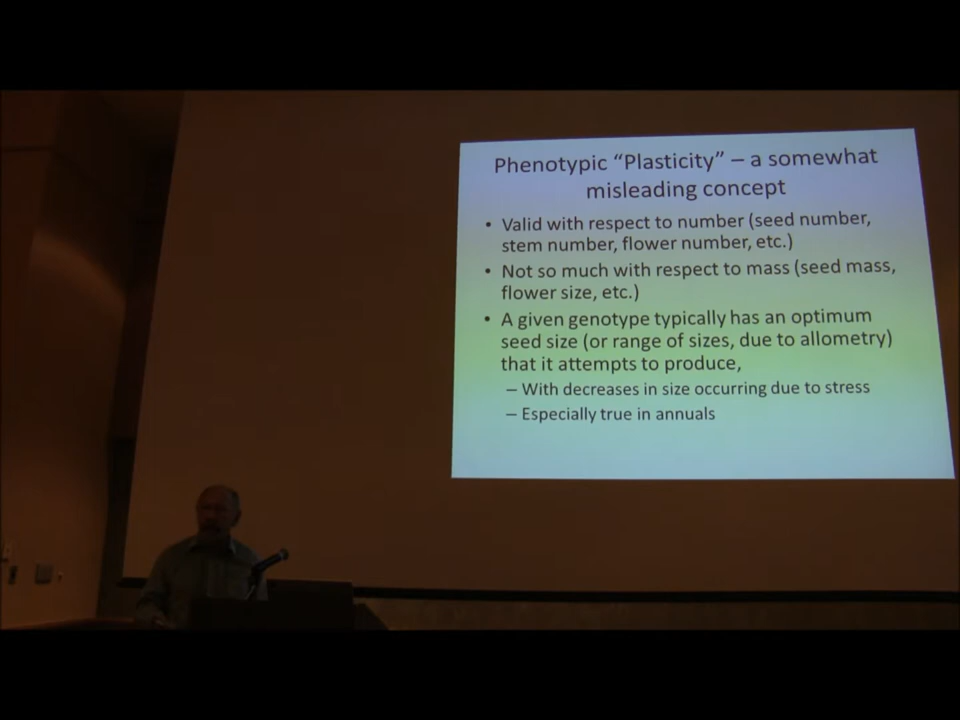 Phenotypic “Plasticity” – a somewhat
misleading concept
• Valid with respect to number (seed number,
stem number, flower number, etc.)
• Not so much with respect to mass (seed mass,
flower size, etc.)
• A given genotype typically has an optimum
seed size (or range of sizes, due to allometry)
that it attempts to produce,
– With decreases in size occurring due to stress
– Especially true in annuals